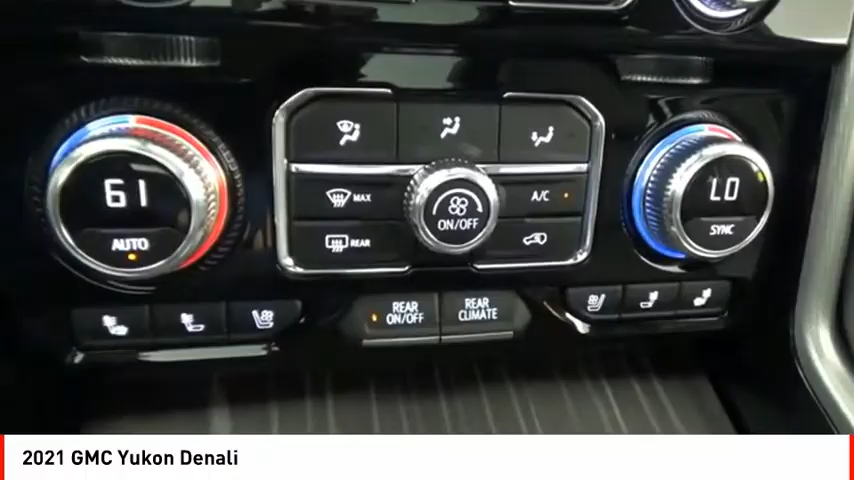 61
AUTO
MAX
REAR
ON/OFF
A/C
LO
SYNC
REAR
ON/OFF
REAR
CLIMATE
2021 GMC Yukon Denali